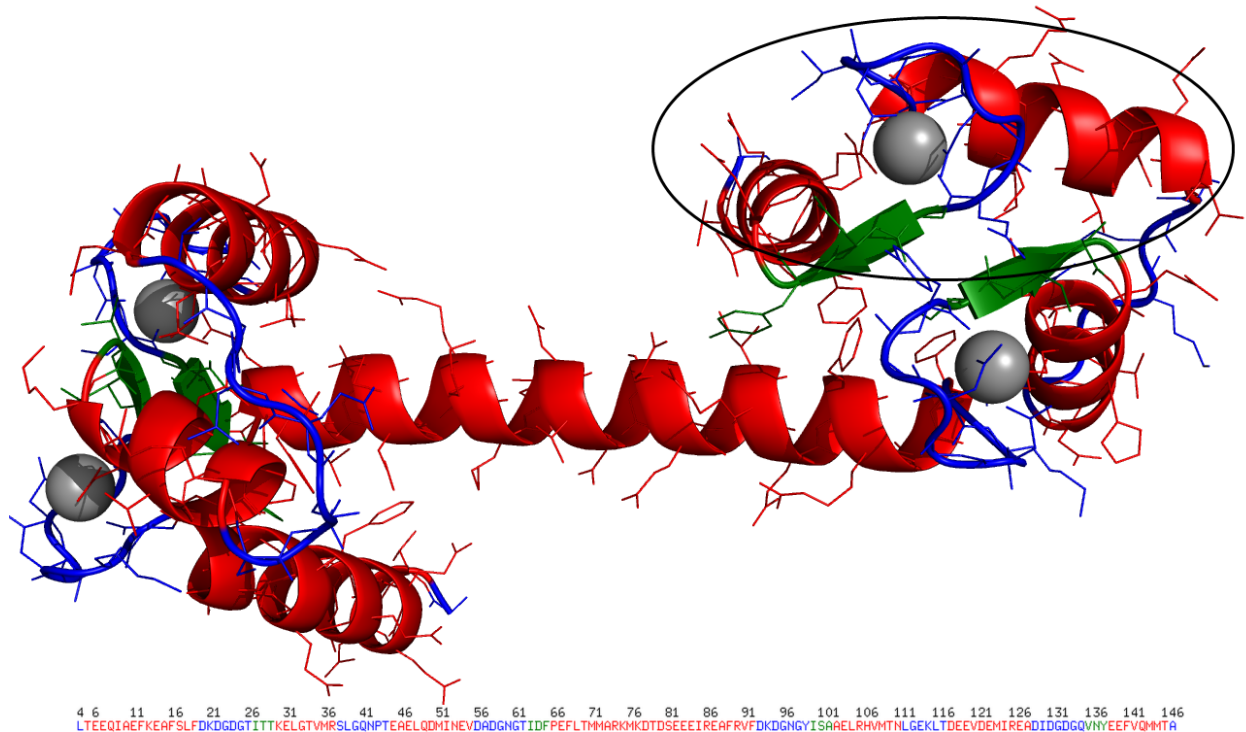 4 6 11 16 21 26 31 36 41 46 51 56 61 66 71 76 81 86 91 96 101 106 111 116 121 126 131 136 141 146
LTEEQIAEFKEAFSLFDKDGDGTITTKELGTVMRSLGQNPTEAELQDMINEVDADGNGTIDFPEFLTMMARKMKDTDSEEEIREAFRVFDKDGNGYISAAELRHVMTNLGEKLTDEEVDEMIREADIDGDGQVNYEEFVQMMTA